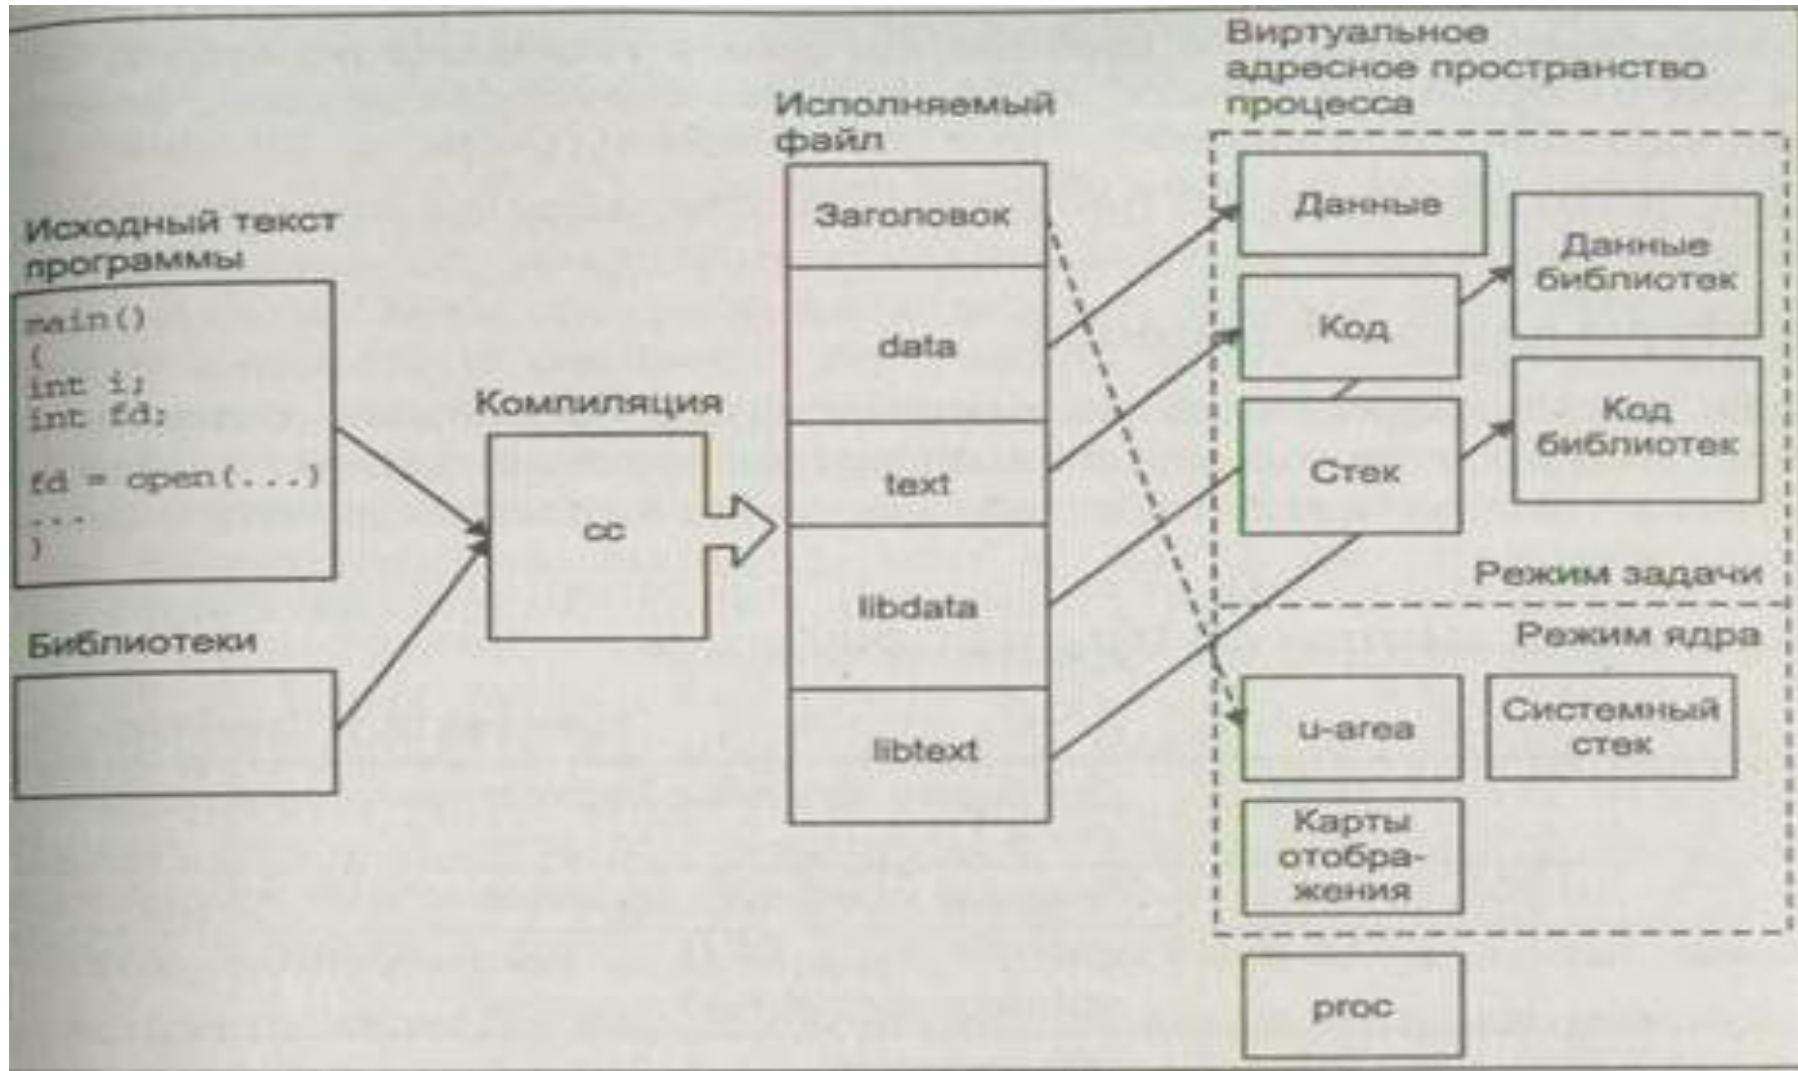 Исходный текст
программы
main()
{
int i;
int fd;
fd = open(...)
...
}
Библиотеки
Компиляция
cc
Исполняемый
файл
Заголовок
data
text
libdata
libtext
Виртуальное
адресное пространство
процесса
Данные
Данные
библиотек
Код
Код
библиотек
Стек
Режим задачи
Режим ядра
u-area
Системный
стек
Карты
отобра-
жения
proc